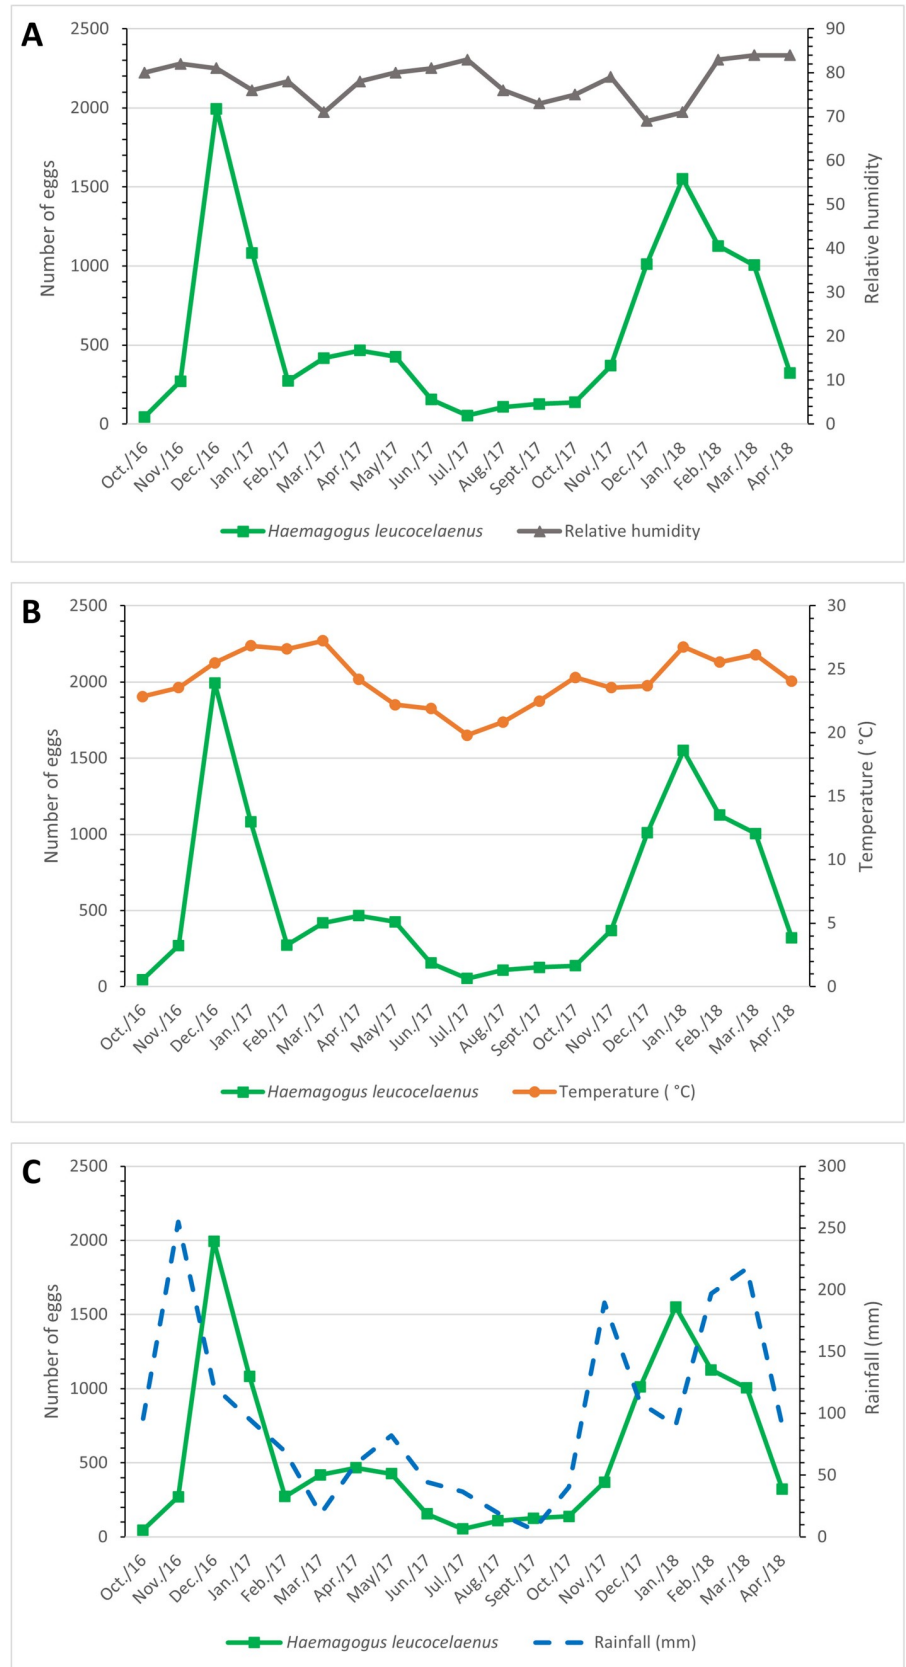 A
2500
2000
1500
1000
500
0
Number of eggs
90
80
70
60
50
40
30
20
10
0
Relative humidity
Oct./16
Nov./16
Dec./16
Jan./17
Feb./17
Mar./17
Apr./17
May/17
Jun./17
Jul./17
Aug./17
Sept./17
Oct./17
Nov./17
Dec./17
Jan./18
Feb./18
Mar./18
Apr./18
Haemagogus leucocelaenus
Relative humidity
B
2500
2000
1500
1000
500
0
Number of eggs
30
25
20
15
10
5
0
Temperature ( °C)
Oct./16
Nov./16
Dec./16
Jan./17
Feb./17
Mar./17
Apr./17
May/17
Jun./17
Jul./17
Aug./17
Sept./17
Oct./17
Nov./17
Dec./17
Jan./18
Feb./18
Mar./18
Apr./18
Haemagogus leucocelaenus
Temperature ( °C)
C
2500
2000
1500
1000
500
0
Number of eggs
300
250
200
150
100
50
0
Rainfall (mm)
Oct./16
Nov./16
Dec./16
Jan./17
Feb./17
Mar./17
Apr./17
May/17
Jun./17
Jul./17
Aug./17
Sept./17
Oct./17
Nov./17
Dec./17
Jan./18
Feb./18
Mar./18
Apr./18
Haemagogus leucocelaenus
Rainfall (mm)